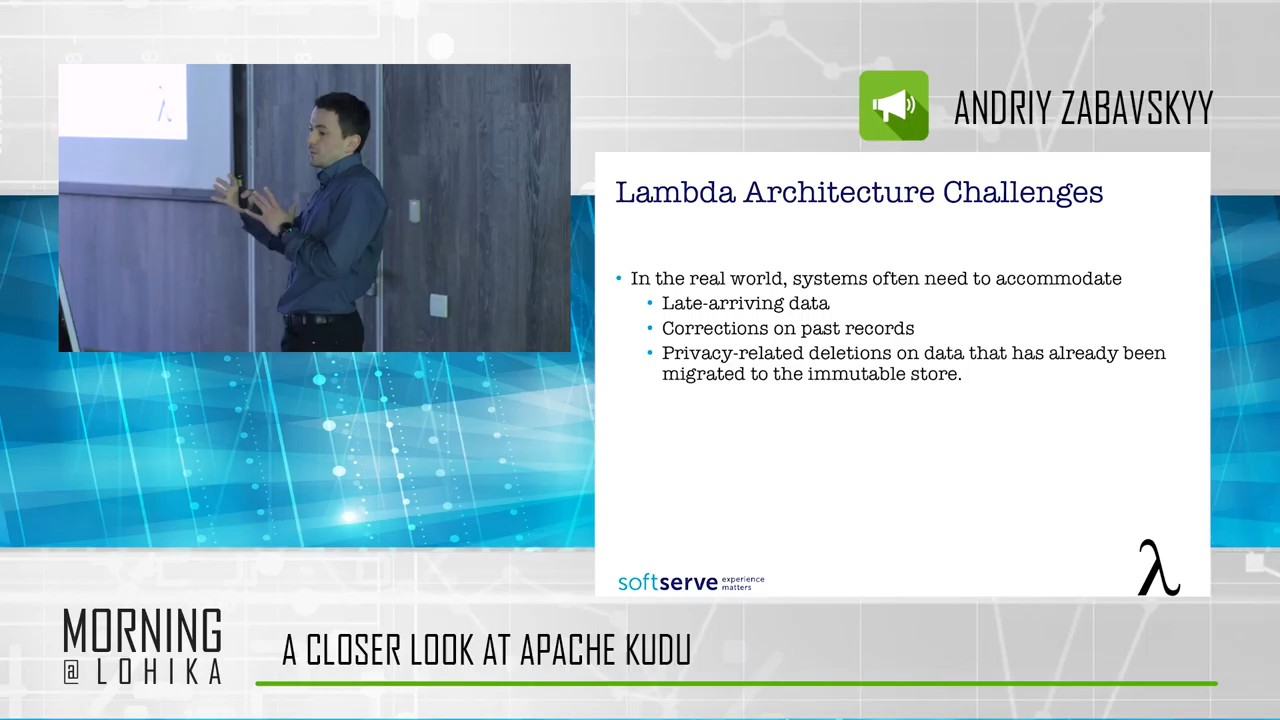 ANDRIY ZABAVSKYY
Lambda Architecture Challenges
• In the real world, systems often need to accommodate
• Late-arriving data
• Corrections on past records
• Privacy-related deletions on data that has already been
migrated to the immutable store.
softserve experience
matters
λ
MORNING
@ LOHIKA
A CLOSER LOOK AT APACHE KUDU